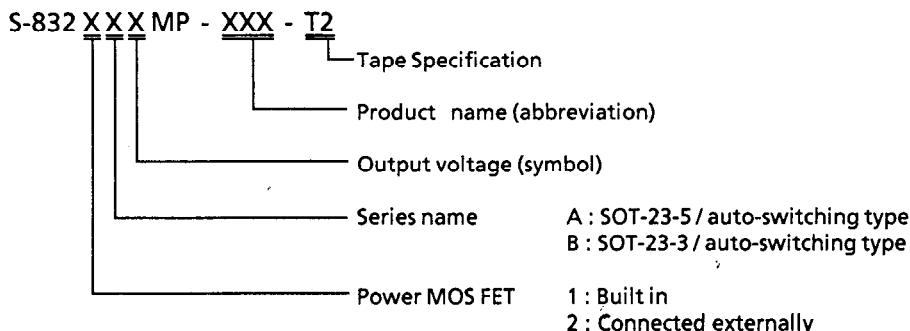 S-832 X X X MP - XXX - T2
Tape Specification
Product name (abbreviation)
Output voltage (symbol)
Series name A : SOT-23-5 / auto-switching type
B : SOT-23-3 / auto-switching type
Power MOS FET 1 : Built in
2 : Connected externally